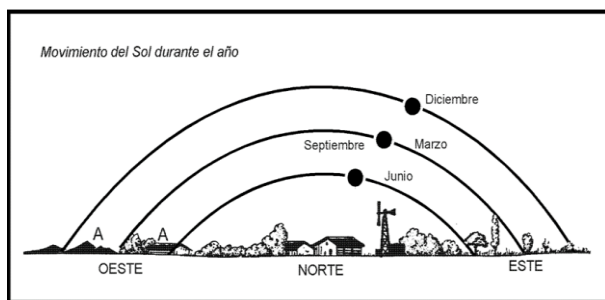 Movimiento del Sol durante el año
Diciembre
Septiembre
Marzo
Junio
A
A
OESTE
NORTE
ESTE